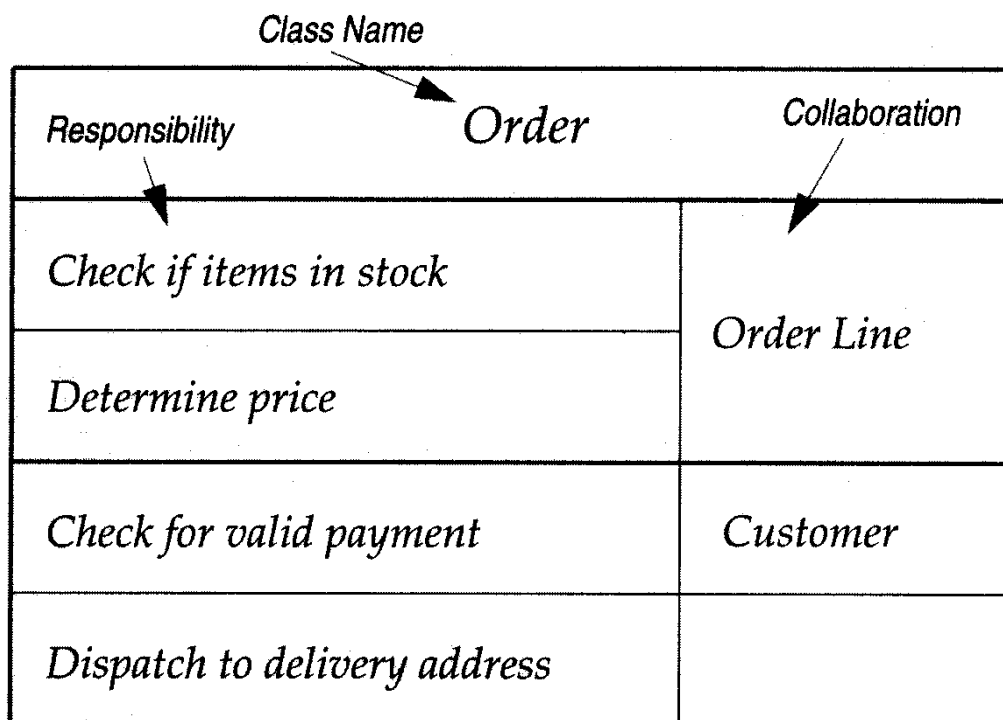 Class Name
Responsibility
Order
Collaboration
Check if items in stock
Order Line
Determine price
Check for valid payment
Customer
Dispatch to delivery address